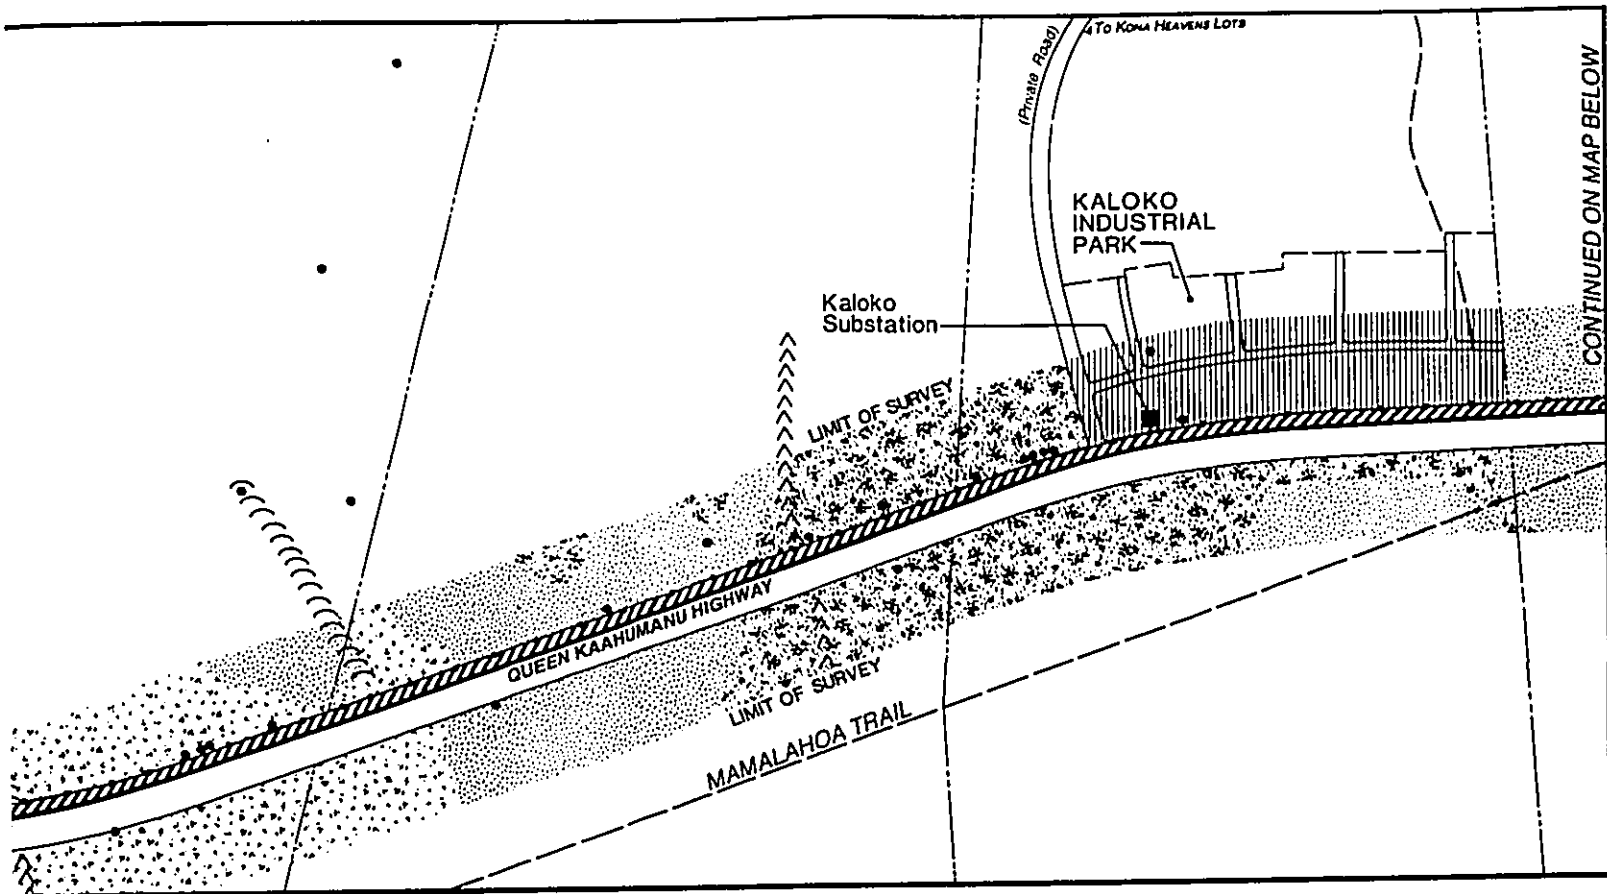 To Kona Heavens Lots
(Private Road)
CONTINUED ON MAP BELOW
KALOKO
INDUSTRIAL
PARK
Kaloko
Substation
LIMIT OF SURVEY
QUEEN KAAHUMANU HIGHWAY
LIMIT OF SURVEY
MAMALAHOA TRAIL